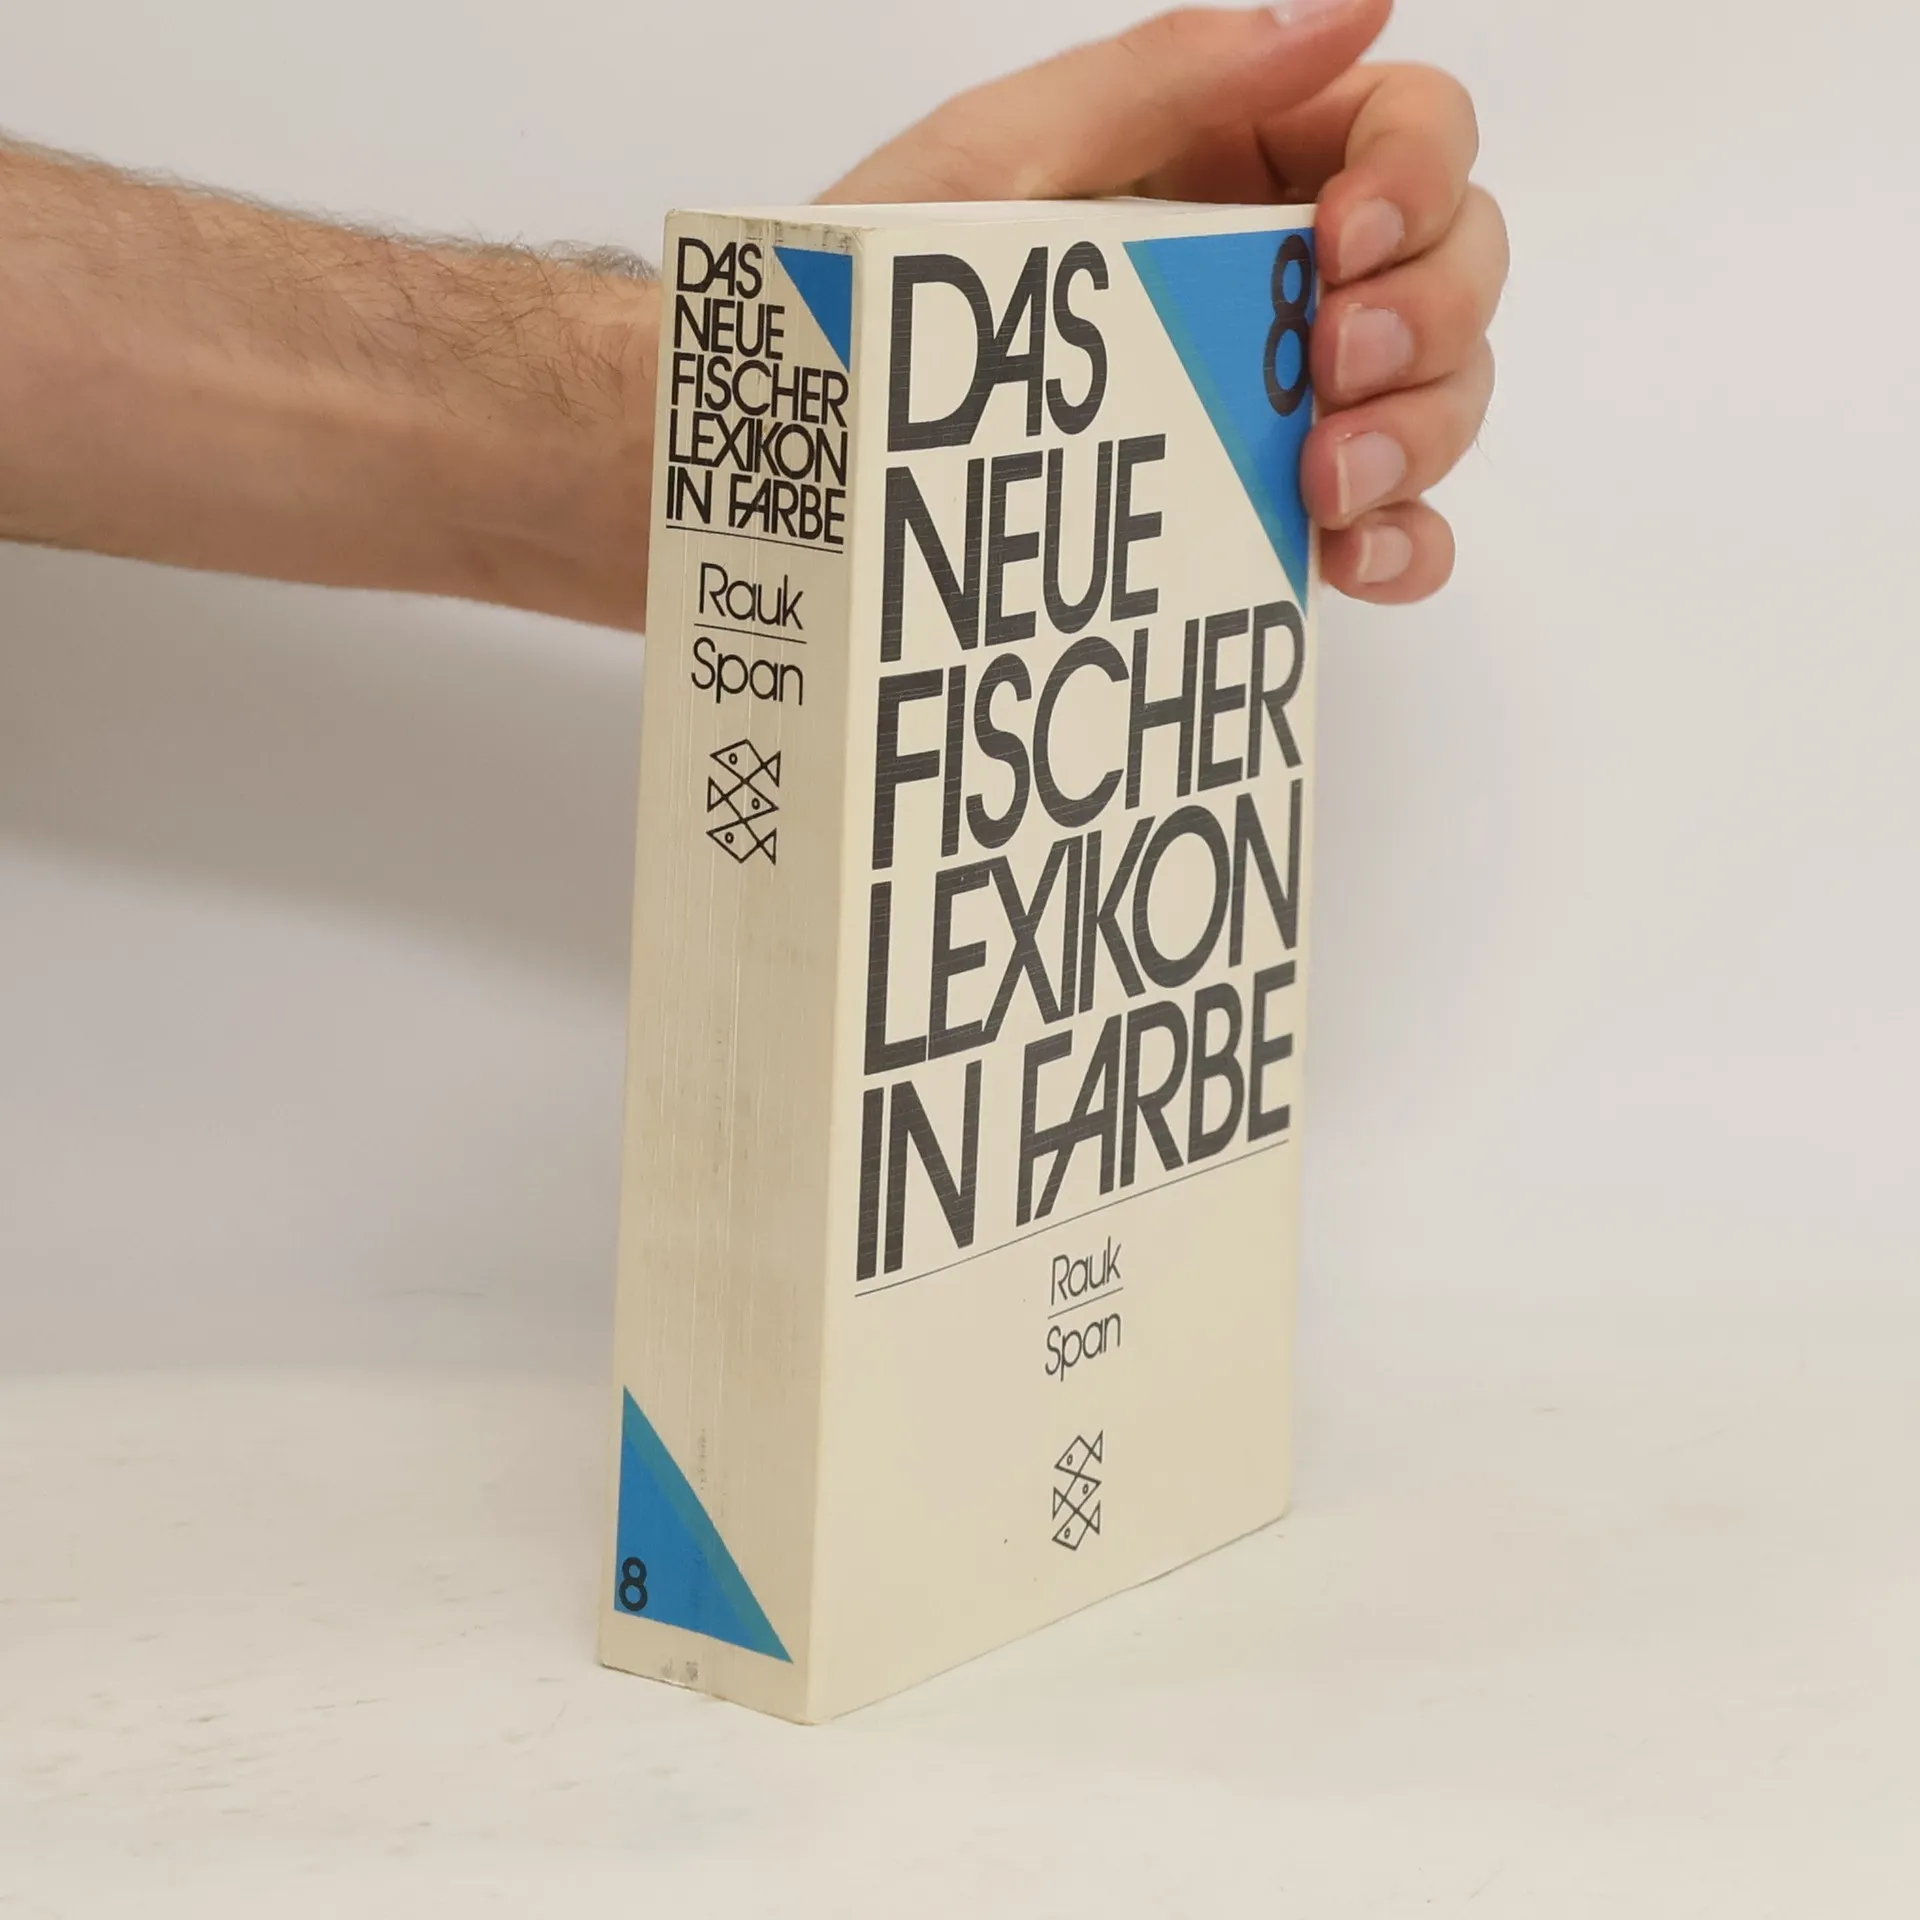 DAS
NEUE
FISCHER
LEXIKON
IN FARBE
Rauk
Span
8
DAS
8
NEUE
FISCHER
LEXIKON
IN FARBE
Rauk
Span